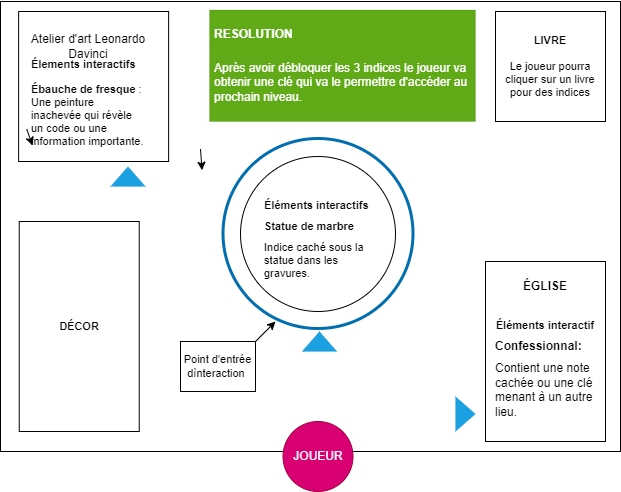 Atelier d'art Leonardo
Davinci
Élements interactifs
Ébauche de fresque :
Une peinture
inachevée qui révèle
un code ou une
information importante.
RESOLUTION
Après avoir débloquer les 3 indices le joueur va
obtenir une clé qui va le permettre d'accéder au
prochain niveau.
LIVRE
Le joueur pourra
cliquer sur un livre
pour des indices
Éléments interactifs
Statue de marbre
Indice caché sous la
statue dans les
gravures.
DÉCOR
Point d'entrée
dinteraction
ÉGLISE
Éléments interactif
Confessionnal:
Contient une note
cachée ou une clé
menant à un autre
lieu.
JOUEUR